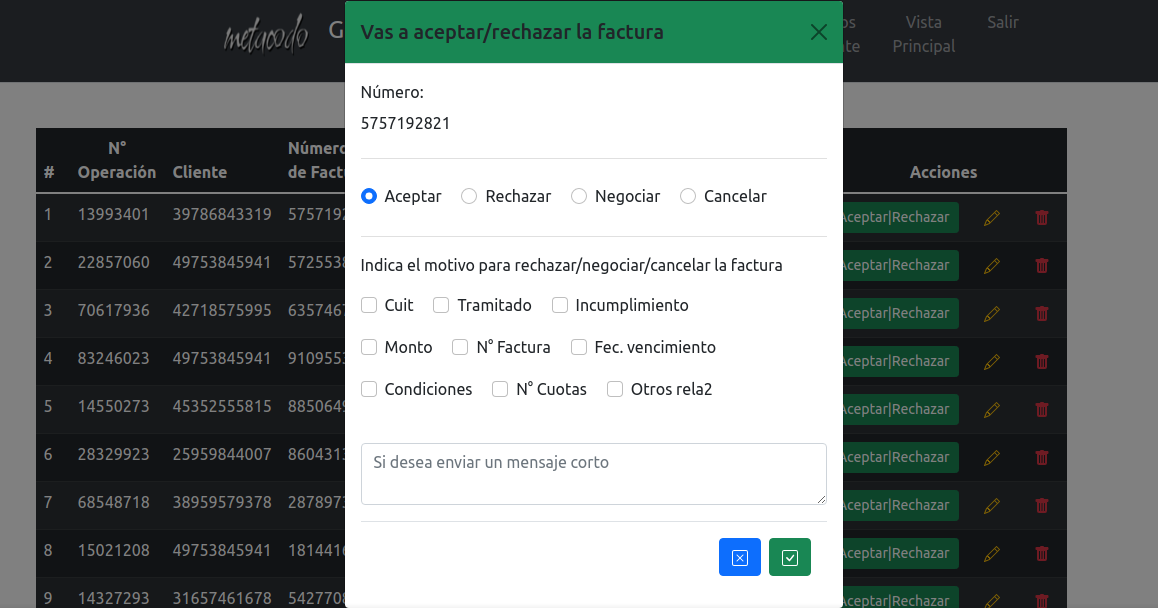 metacodo G
Vista
Principal
Salir
Vas a aceptar/rechazar la factura
Número:
5757192821
Aceptar Rechazar Negociar Cancelar
Indica el motivo para rechazar/negociar/cancelar la factura
Cuit Tramitado Incumplimiento
Monto N° Factura Fec. vencimiento
Condiciones N° Cuotas Otros rela2
Si desea enviar un mensaje corto
# N° Operación Cliente Número de Fact Acciones
1 13993401 39786843319 575719 Aceptar|Rechazar
2 22857060 49753845941 572553 Aceptar|Rechazar
3 70617936 42718575995 635746 Aceptar|Rechazar
4 83246023 49753845941 910955 Aceptar|Rechazar
5 14550273 45352555815 885064 Aceptar|Rechazar
6 28329923 25959844007 860431 Aceptar|Rechazar
7 68548718 38959579378 287897 Aceptar|Rechazar
8 15021208 49753845941 181441 Aceptar|Rechazar
9 14327293 31657461678 542770 Aceptar|Rechazar